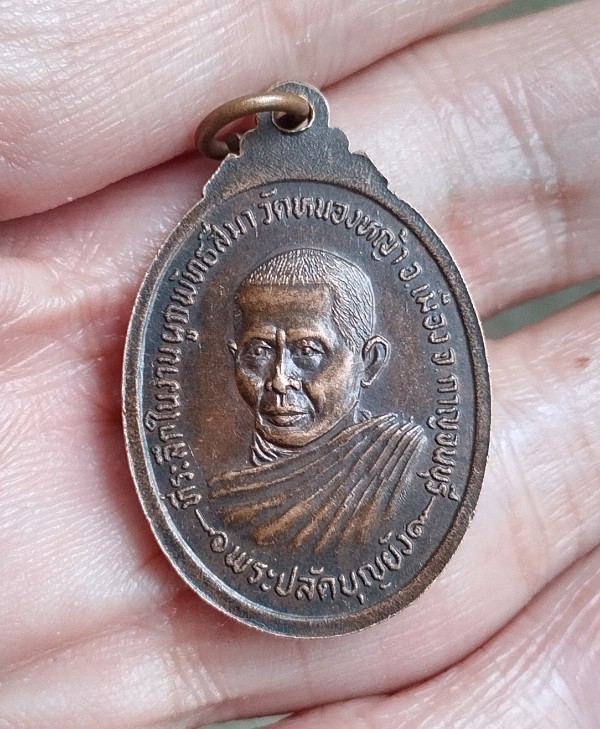 ที่ระลึกในงานผูกพัทธสีมา วัดหนองหญ้า อ.เมือง จ.กาญจนบุรี
พระปลัดบุญยัง